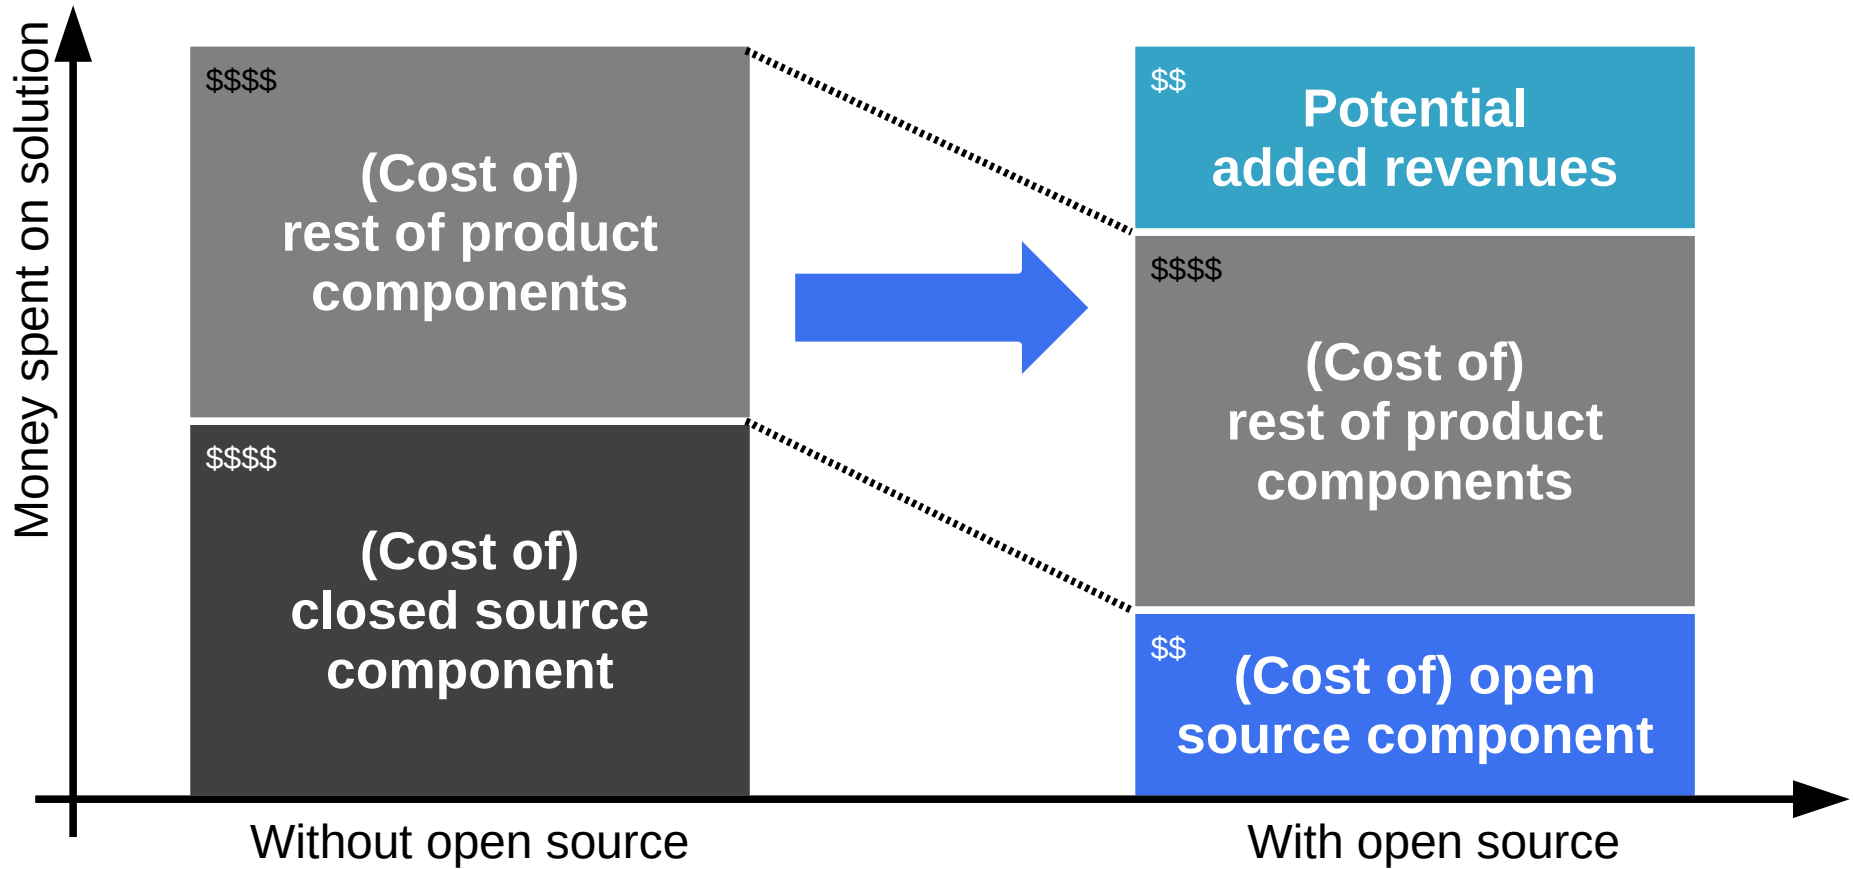 Money spent on solution
$$$$
(Cost of)
rest of product
components
$$$$
(Cost of)
closed source
component
Without open source
$$
Potential
added revenues
$$$$
(Cost of)
rest of product
components
$$
(Cost of) open
source component
With open source